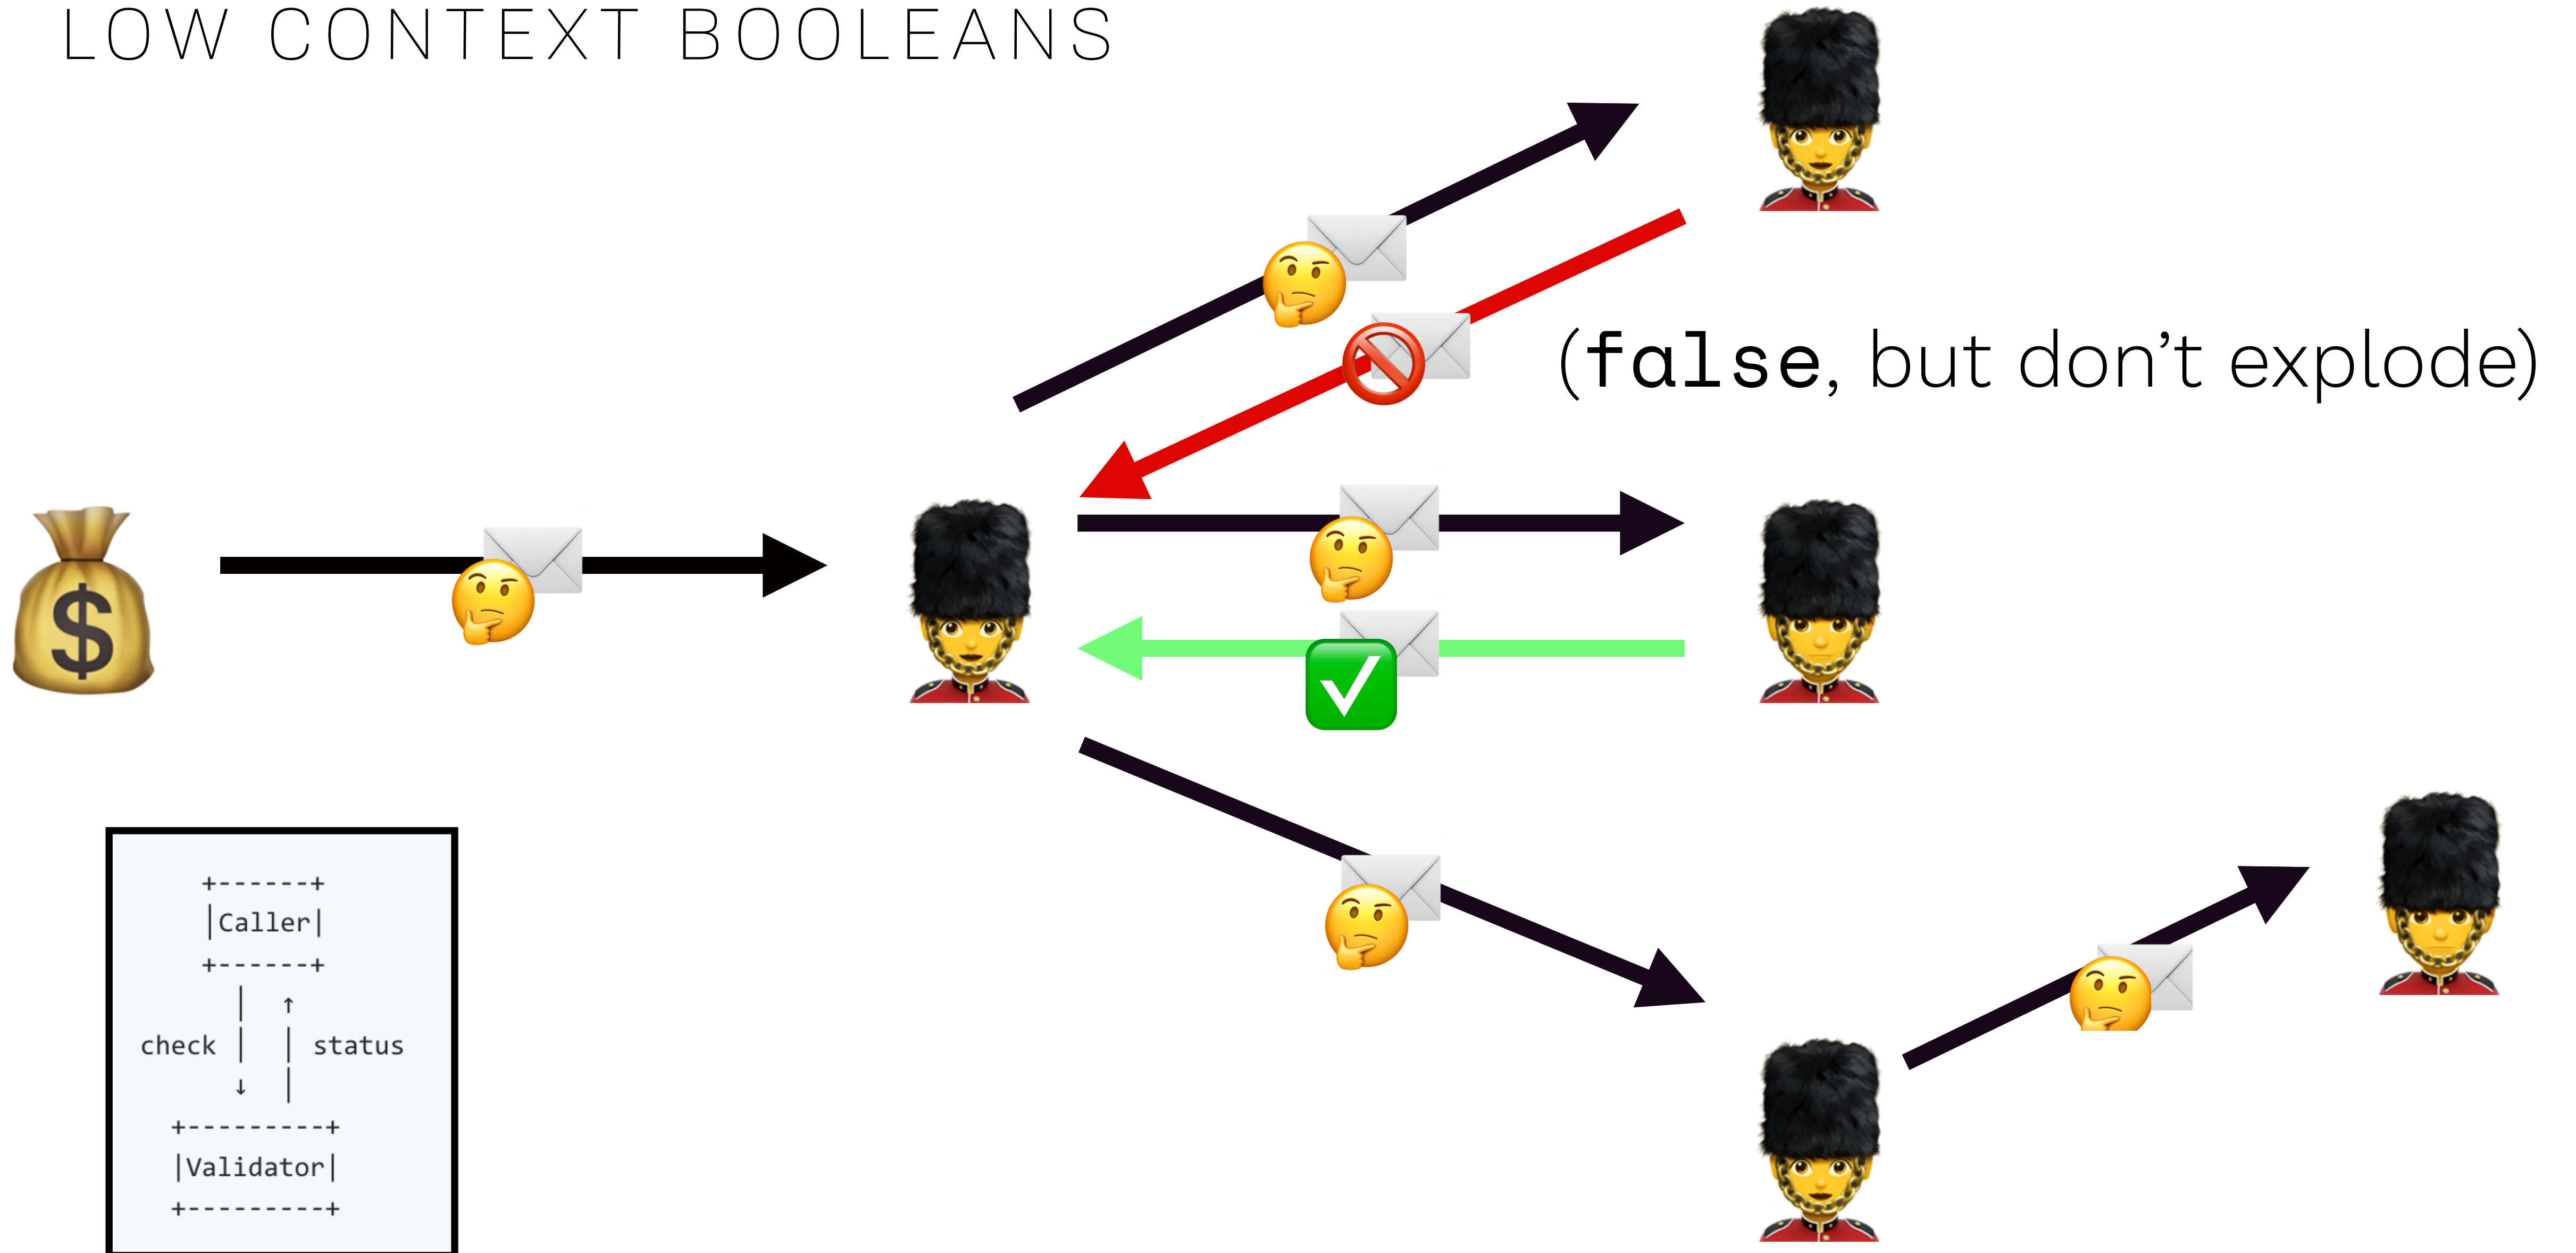 LOW CONTEXT BOOLEANS
(false, but don’t explode)
$
+------+
|Caller|
+------+
| ↑
check | | status
↓ |
+---------+
|Validator|
+---------+